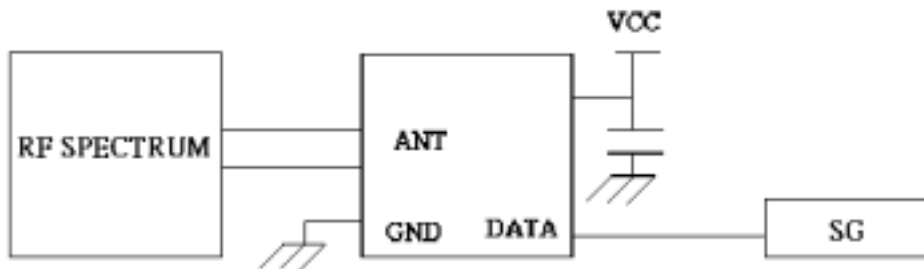 VCC
RF SPECTRUM
ANT
GND
DATA
SG